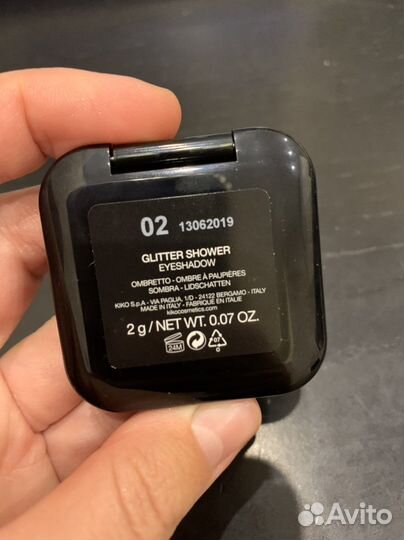 02 13062019
GLITTER SHOWER
EYESHADOW
OMBRETTO - OMBRE À PAUPIÈRES
SOMBRA - LIDSCHATTEN
KIKO S.p.A - VIA PAGLIA, 1/D - 24122 BERGAMO - ITALY
MADE IN ITALY - FABRIQUÉ EN ITALIE
kikocosmetics.com
2 g / NET WT. 0.07 OZ.
24M
07
O
Avito